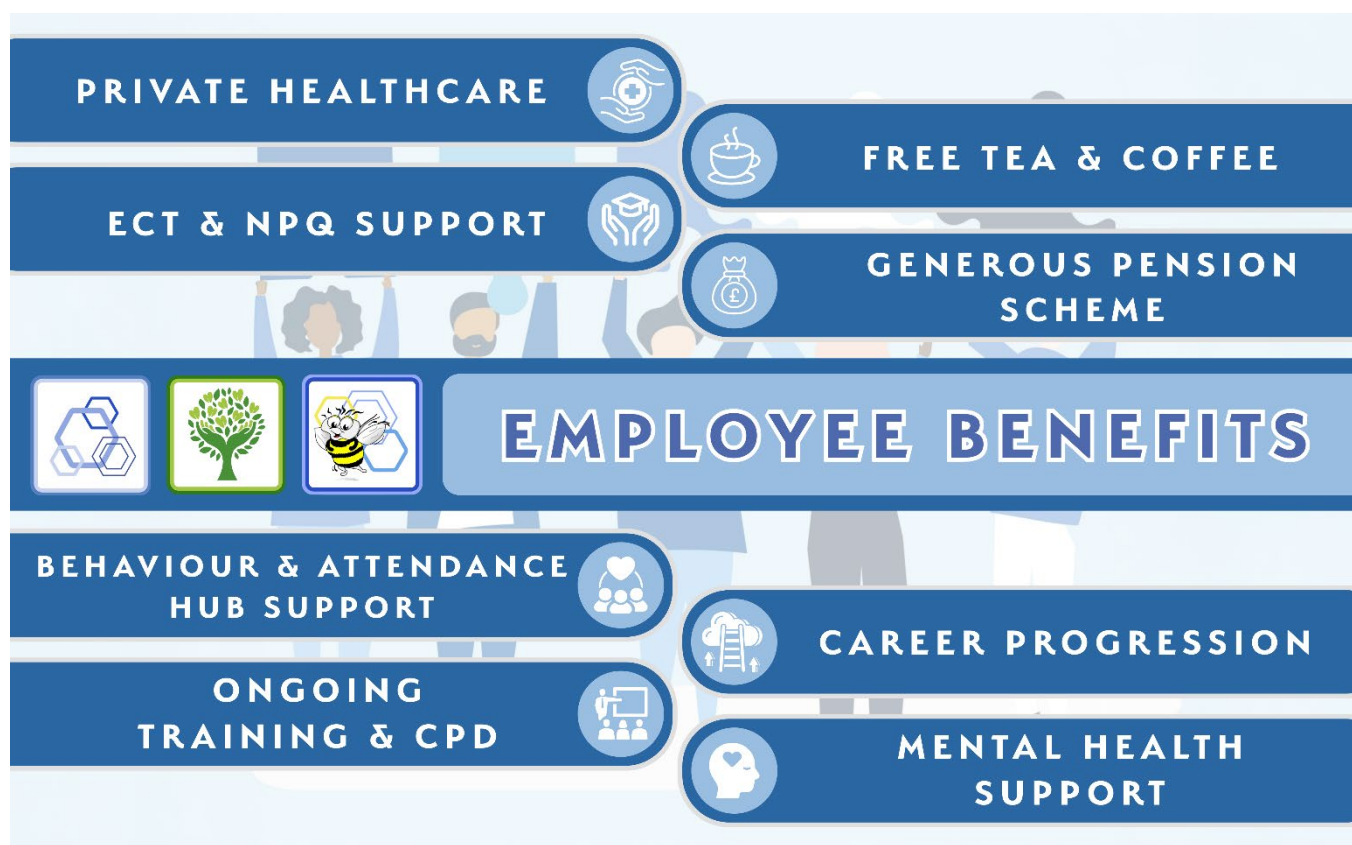 PRIVATE HEALTHCARE
FREE TEA & COFFEE
ECT & NPQ SUPPORT
GENEROUS PENSION
SCHEME
£
EMPLOYEE BENEFITS
BEHAVIOUR & ATTENDANCE
HUB SUPPORT
CAREER PROGRESSION
ONGOING
TRAINING & CPD
MENTAL HEALTH
SUPPORT